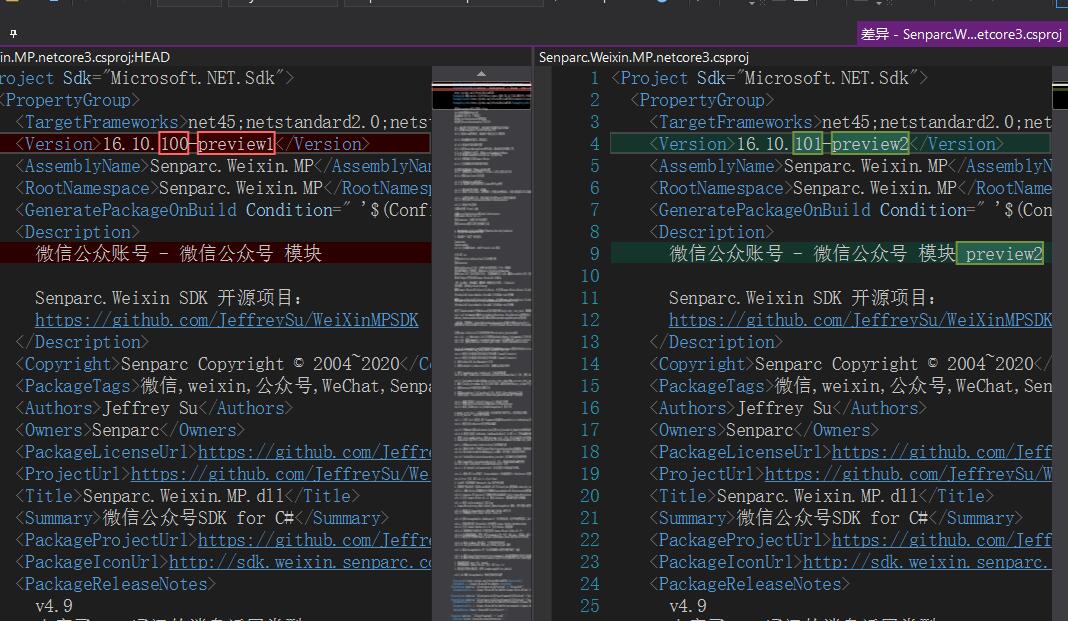 差异 - Senparc.W...etcore3.csproj
in.MP.netcore3.csproj;HEAD
roject Sdk="Microsoft.NET.Sdk">
<PropertyGroup>
<TargetFrameworks>net45;netstandard2.0;nets
<Version>16.10.100-preview1</Version>
<AssemblyName>Senparc.Weixin.MP</AssemblyNam
<RootNamespace>Senparc.Weixin.MP</RootNamesp
<GeneratePackageOnBuild Condition=" '$(Conf
<Description>
微信公众账号 - 微信公众号 模块
Senparc.Weixin SDK 开源项目:
https://github.com/JeffreySu/WeiXinMPSDK
</Description>
<Copyright>Senparc Copyright © 2004~2020</Co
<PackageTags>微信,weixin,公众号,WeChat,Senpa
<Authors>Jeffrey Su</Authors>
<Owners>Senparc</Owners>
<PackageLicenseUrl>https://github.com/Jeffre
<ProjectUrl>https://github.com/JeffreySu/We
<Title>Senparc.Weixin.MP.dll</Title>
<Summary>微信公众号SDK for C#</Summary>
<PackageProjectUrl>https://github.com/Jeffre
<PackageIconUrl>http://sdk.weixin.senparc.co
<PackageReleaseNotes>
v4.9
Senparc.Weixin.MP.netcore3.csproj
1 <Project Sdk="Microsoft.NET.Sdk">
2 <PropertyGroup>
3 <TargetFrameworks>net45;netstandard2.0;net
4 <Version>16.10.101-preview2</Version>
5 <AssemblyName>Senparc.Weixin.MP</AssemblyN
6 <RootNamespace>Senparc.Weixin.MP</RootName
7 <GeneratePackageOnBuild Condition=" '$(Con
8 <Description>
9 微信公众账号 - 微信公众号 模块 preview2
10
11 Senparc.Weixin SDK 开源项目:
12 https://github.com/JeffreySu/WeiXinMPSDK
13 </Description>
14 <Copyright>Senparc Copyright © 2004~2020</
15 <PackageTags>微信,weixin,公众号,WeChat,Sen
16 <Authors>Jeffrey Su</Authors>
17 <Owners>Senparc</Owners>
18 <PackageLicenseUrl>https://github.com/Jeff
19 <ProjectUrl>https://github.com/JeffreySu/W
20 <Title>Senparc.Weixin.MP.dll</Title>
21 <Summary>微信公众号SDK for C#</Summary>
22 <PackageProjectUrl>https://github.com/Jeff
23 <PackageIconUrl>http://sdk.weixin.senparc.
24 <PackageReleaseNotes>
25 v4.9